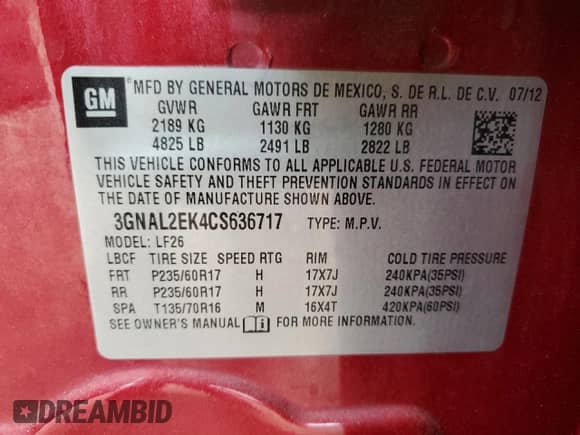 GM
MFD BY GENERAL MOTORS DE MEXICO, S. DE R.L. DE C.V. 07/12
GVWR GAWR FRT GAWR RR
2189 KG 1130 KG 1280 KG
4825 LB 2491 LB 2822 LB
THIS VEHICLE CONFORMS TO ALL APPLICABLE U.S. FEDERAL MOTOR
VEHICLE SAFETY AND THEFT PREVENTION STANDARDS IN EFFECT ON
THE DATE OF MANUFACTURE SHOWN ABOVE.
3GNAL2EK4CS636717 TYPE: M.P.V.
MODEL: LF26
LBCF TIRE SIZE SPEED RTG RIM COLD TIRE PRESSURE
FRT P235/60R17 H 17X7J 240KPA(35PSI)
RR P235/60R17 H 17X7J 240KPA(35PSI)
SPA T135/70R16 M 16X4T 420KPA(60PSI)
SEE OWNER'S MANUAL i FOR MORE INFORMATION.
DREAMBID